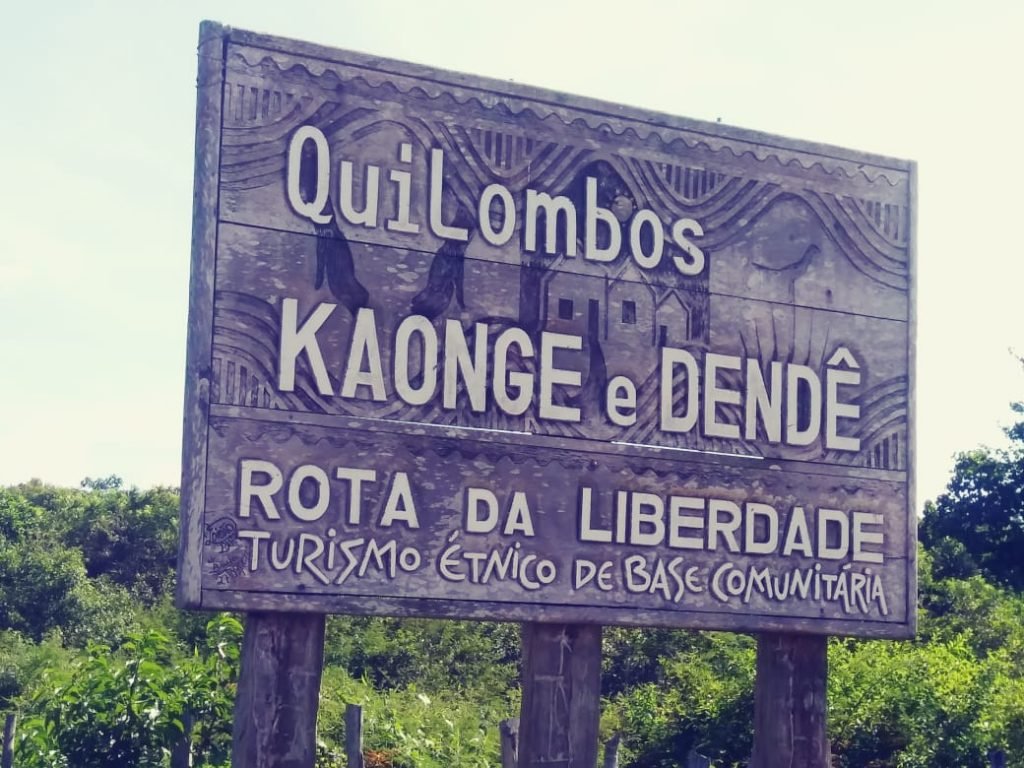 QuiLombos
KAONGE e DENDÊ
ROTA DA LIBERDADE
TURISMO ÉTNICO DE BASE COMUNITÁRIA